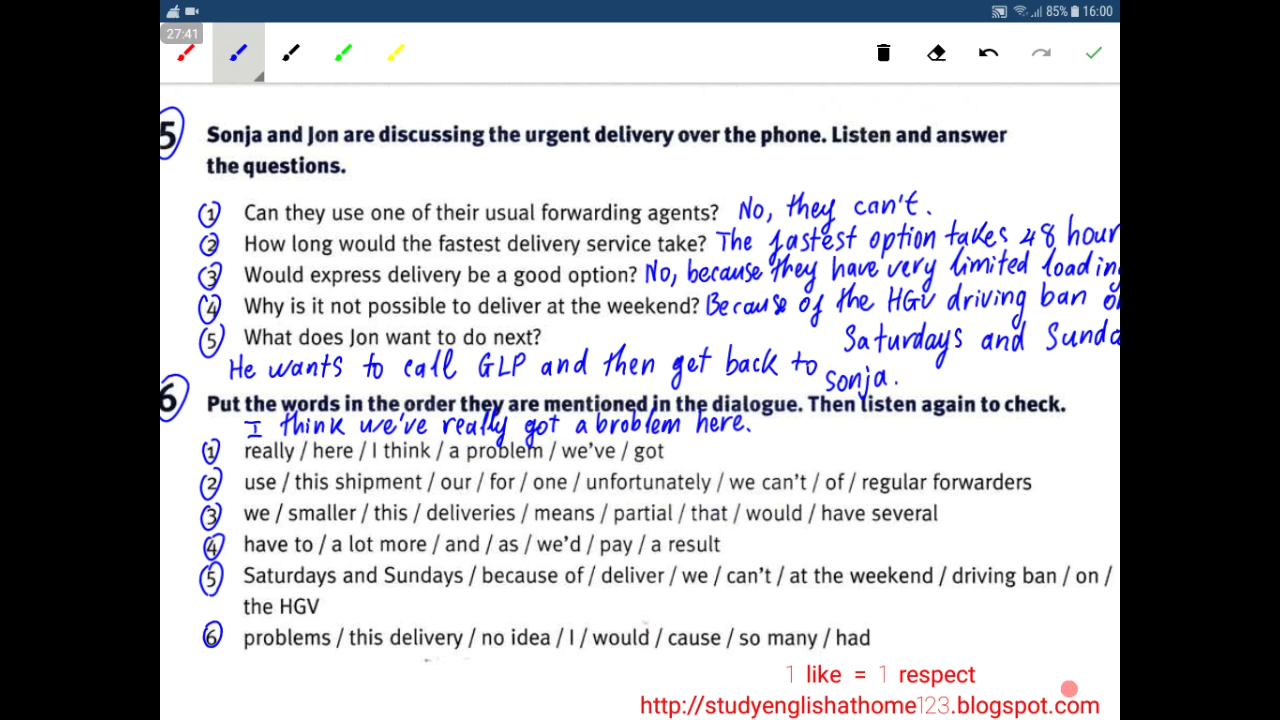 85% 16:00
27:41
5 Sonja and Jon are discussing the urgent delivery over the phone. Listen and answer
the questions.
1 Can they use one of their usual forwarding agents? No, they can't.
2 How long would the fastest delivery service take? The fastest option takes 48 hour
3 Would express delivery be a good option? No, because they have very limited loadin
4 Why is it not possible to deliver at the weekend? Because of the HGV driving ban o
5 What does Jon want to do next? Saturdays and Sunda
He wants to call GLP and then get back to Sonja.
6 Put the words in the order they are mentioned in the dialogue. Then listen again to check.
I think we've really got a broblem here.
1 really / here / I think / a problem / we've / got
2 use / this shipment / our / for / one / unfortunately / we can't / of / regular forwarders
3 we / smaller / this / deliveries / means / partial / that / would / have several
4 have to / a lot more / and / as / we'd / pay / a result
5 Saturdays and Sundays / because of / deliver / we / can't / at the weekend / driving ban / on /
the HGV
6 problems / this delivery / no idea / I / would / cause / so many / had
1 like = 1 respect
http://studyenglishathome123.blogspot.com